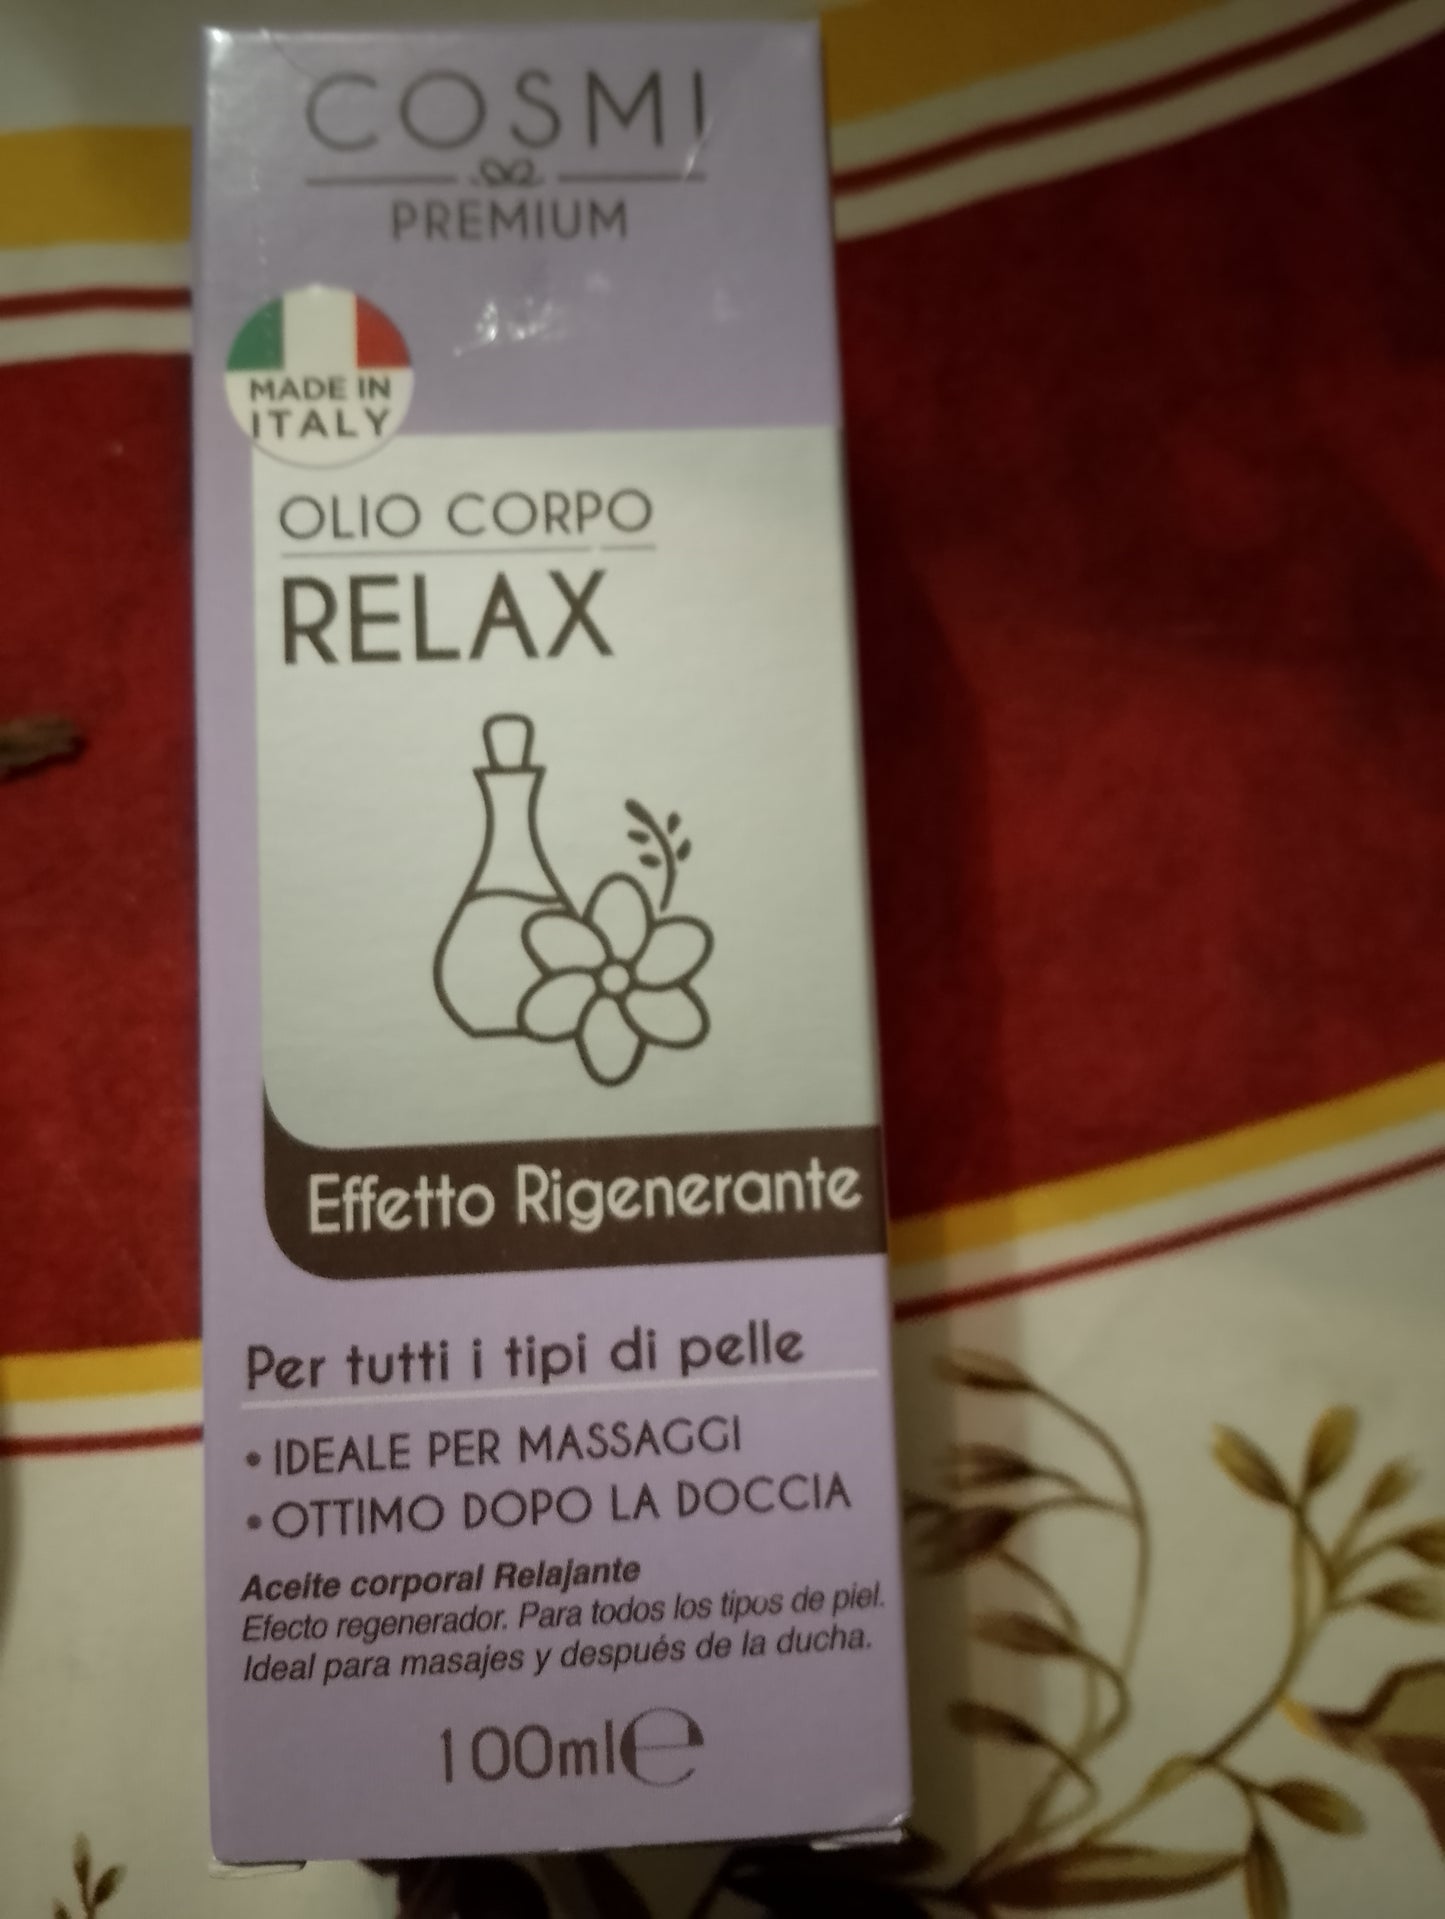 COSMI
PREMIUM
MADE IN
ITALY
OLIO CORPO
RELAX
Effetto Rigenerante
Per tutti i tipi di pelle
• IDEALE PER MASSAGGI
• OTTIMO DOPO LA DOCCIA
Aceite corporal Relajante
Efecto regenerador. Para todos los tipos de piel.
Ideal para masajes y después de la ducha.
100ml℮